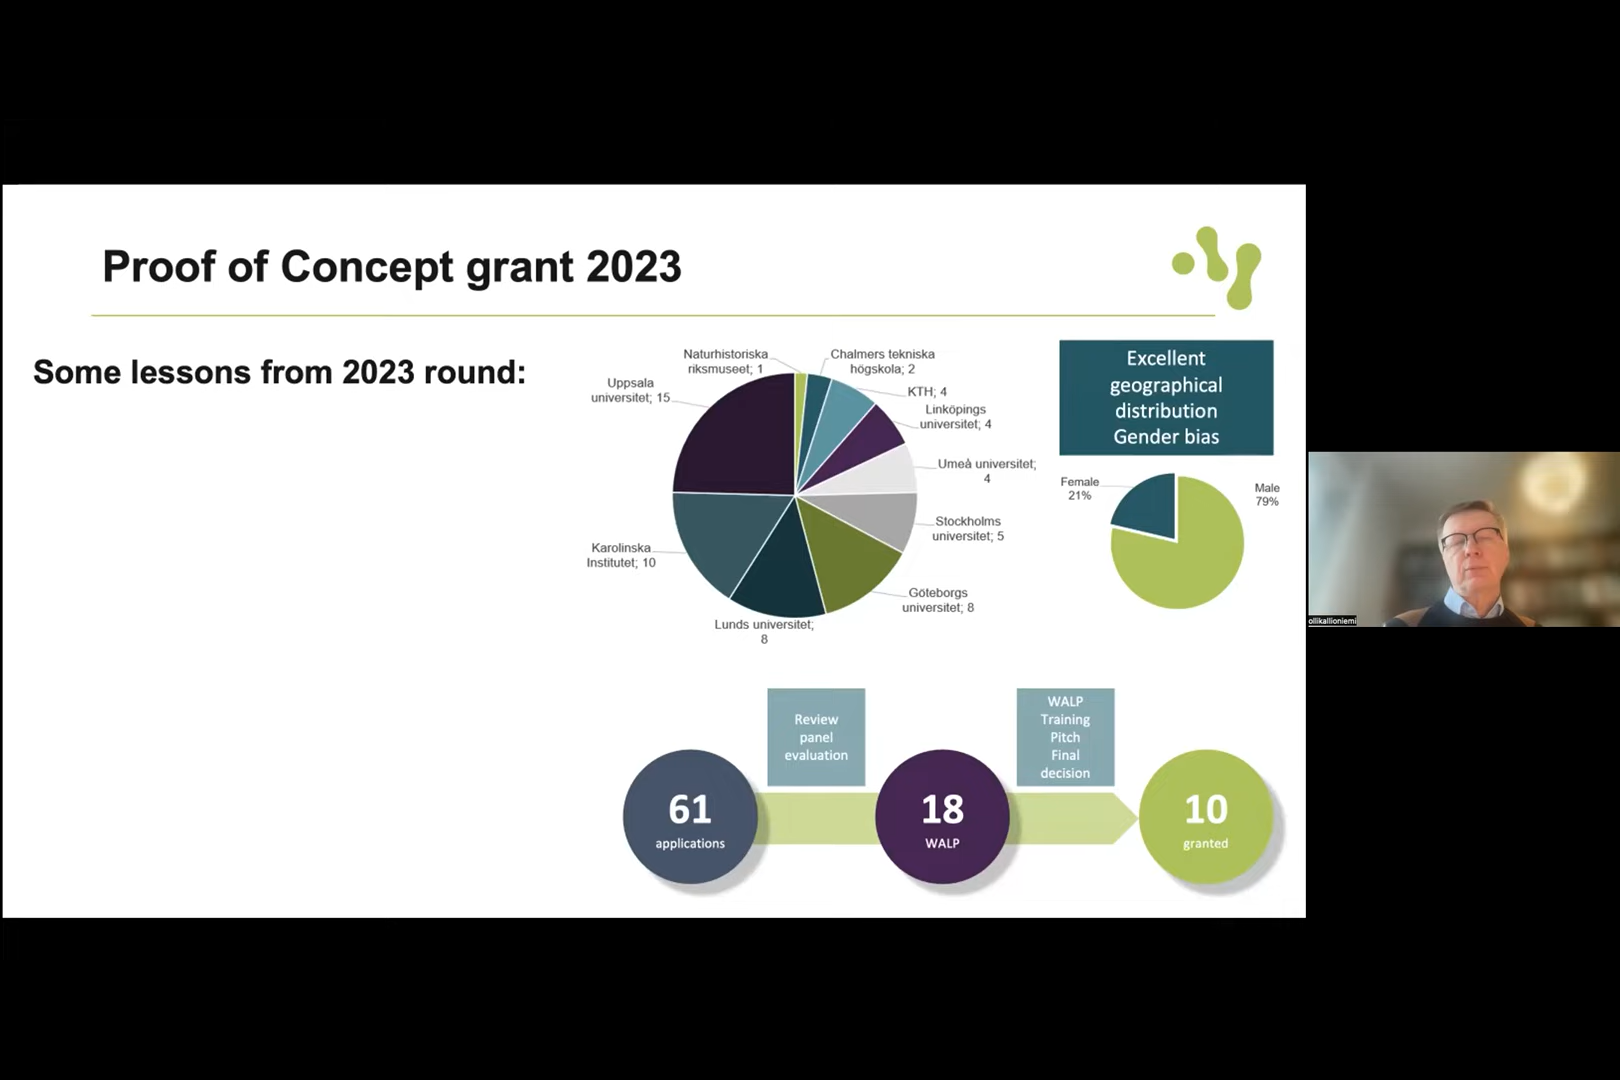 Proof of Concept grant 2023
Some lessons from 2023 round:
Naturhistoriska
riksmuseet; 1
Chalmers tekniska
högskola; 2
KTH; 4
Linköpings
universitet; 4
Umeå universitet;
4
Stockholms
universitet; 5
Göteborgs
universitet; 8
Lunds universitet;
8
Karolinska
Institutet; 10
Uppsala
universitet; 15
Excellent
geographical
distribution
Gender bias
Female
21%
Male
79%
Review
panel
evaluation
WALP
Training
Pitch
Final
decision
61
applications
18
WALP
10
granted
ollikallioniemi